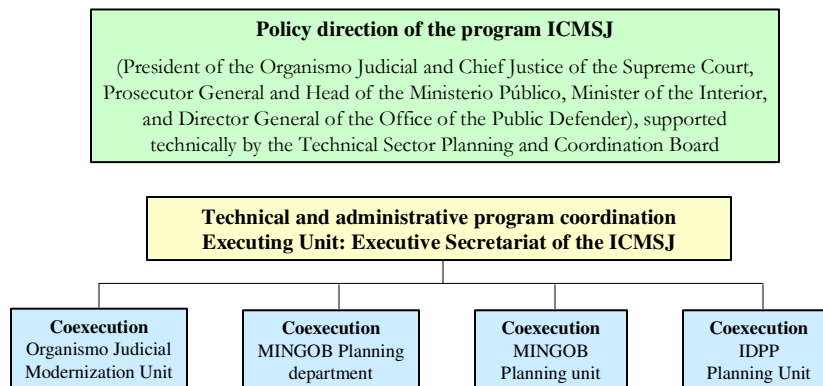 Policy direction of the program ICMSJ
(President of the Organismo Judicial and Chief Justice of the Supreme Court,
Prosecutor General and Head of the Ministerio Público, Minister of the Interior,
and Director General of the Office of the Public Defender), supported
technically by the Technical Sector Planning and Coordination Board
Technical and administrative program coordination
Executing Unit: Executive Secretariat of the ICMSJ
Coexecution
Organismo Judicial
Modernization Unit
Coexecution
MINGOB Planning
department
Coexecution
MINGOB
Planning unit
Coexecution
IDPP
Planning Unit